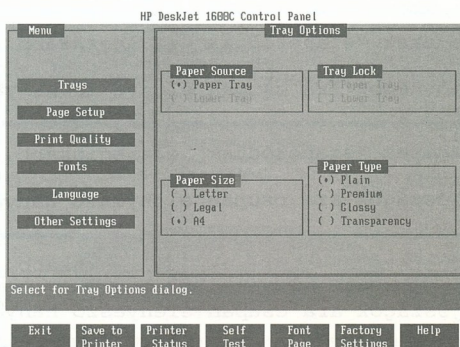 HP DeskJet 1600C Control Panel
Menu
Trays
Page Setup
Print Quality
Fonts
Language
Other Settings
Tray Options
Paper Source
(•) Paper Tray
( ) Lower Tray
Tray Lock
( ) Paper Tray
( ) Lower Tray
Paper Size
( ) Letter
( ) Legal
(•) A4
Paper Type
(•) Plain
( ) Premium
( ) Glossy
( ) Transparency
Select for Tray Options dialog.
Exit
Save to Printer
Printer Status
Self Test
Font Page
Factory Settings
Help